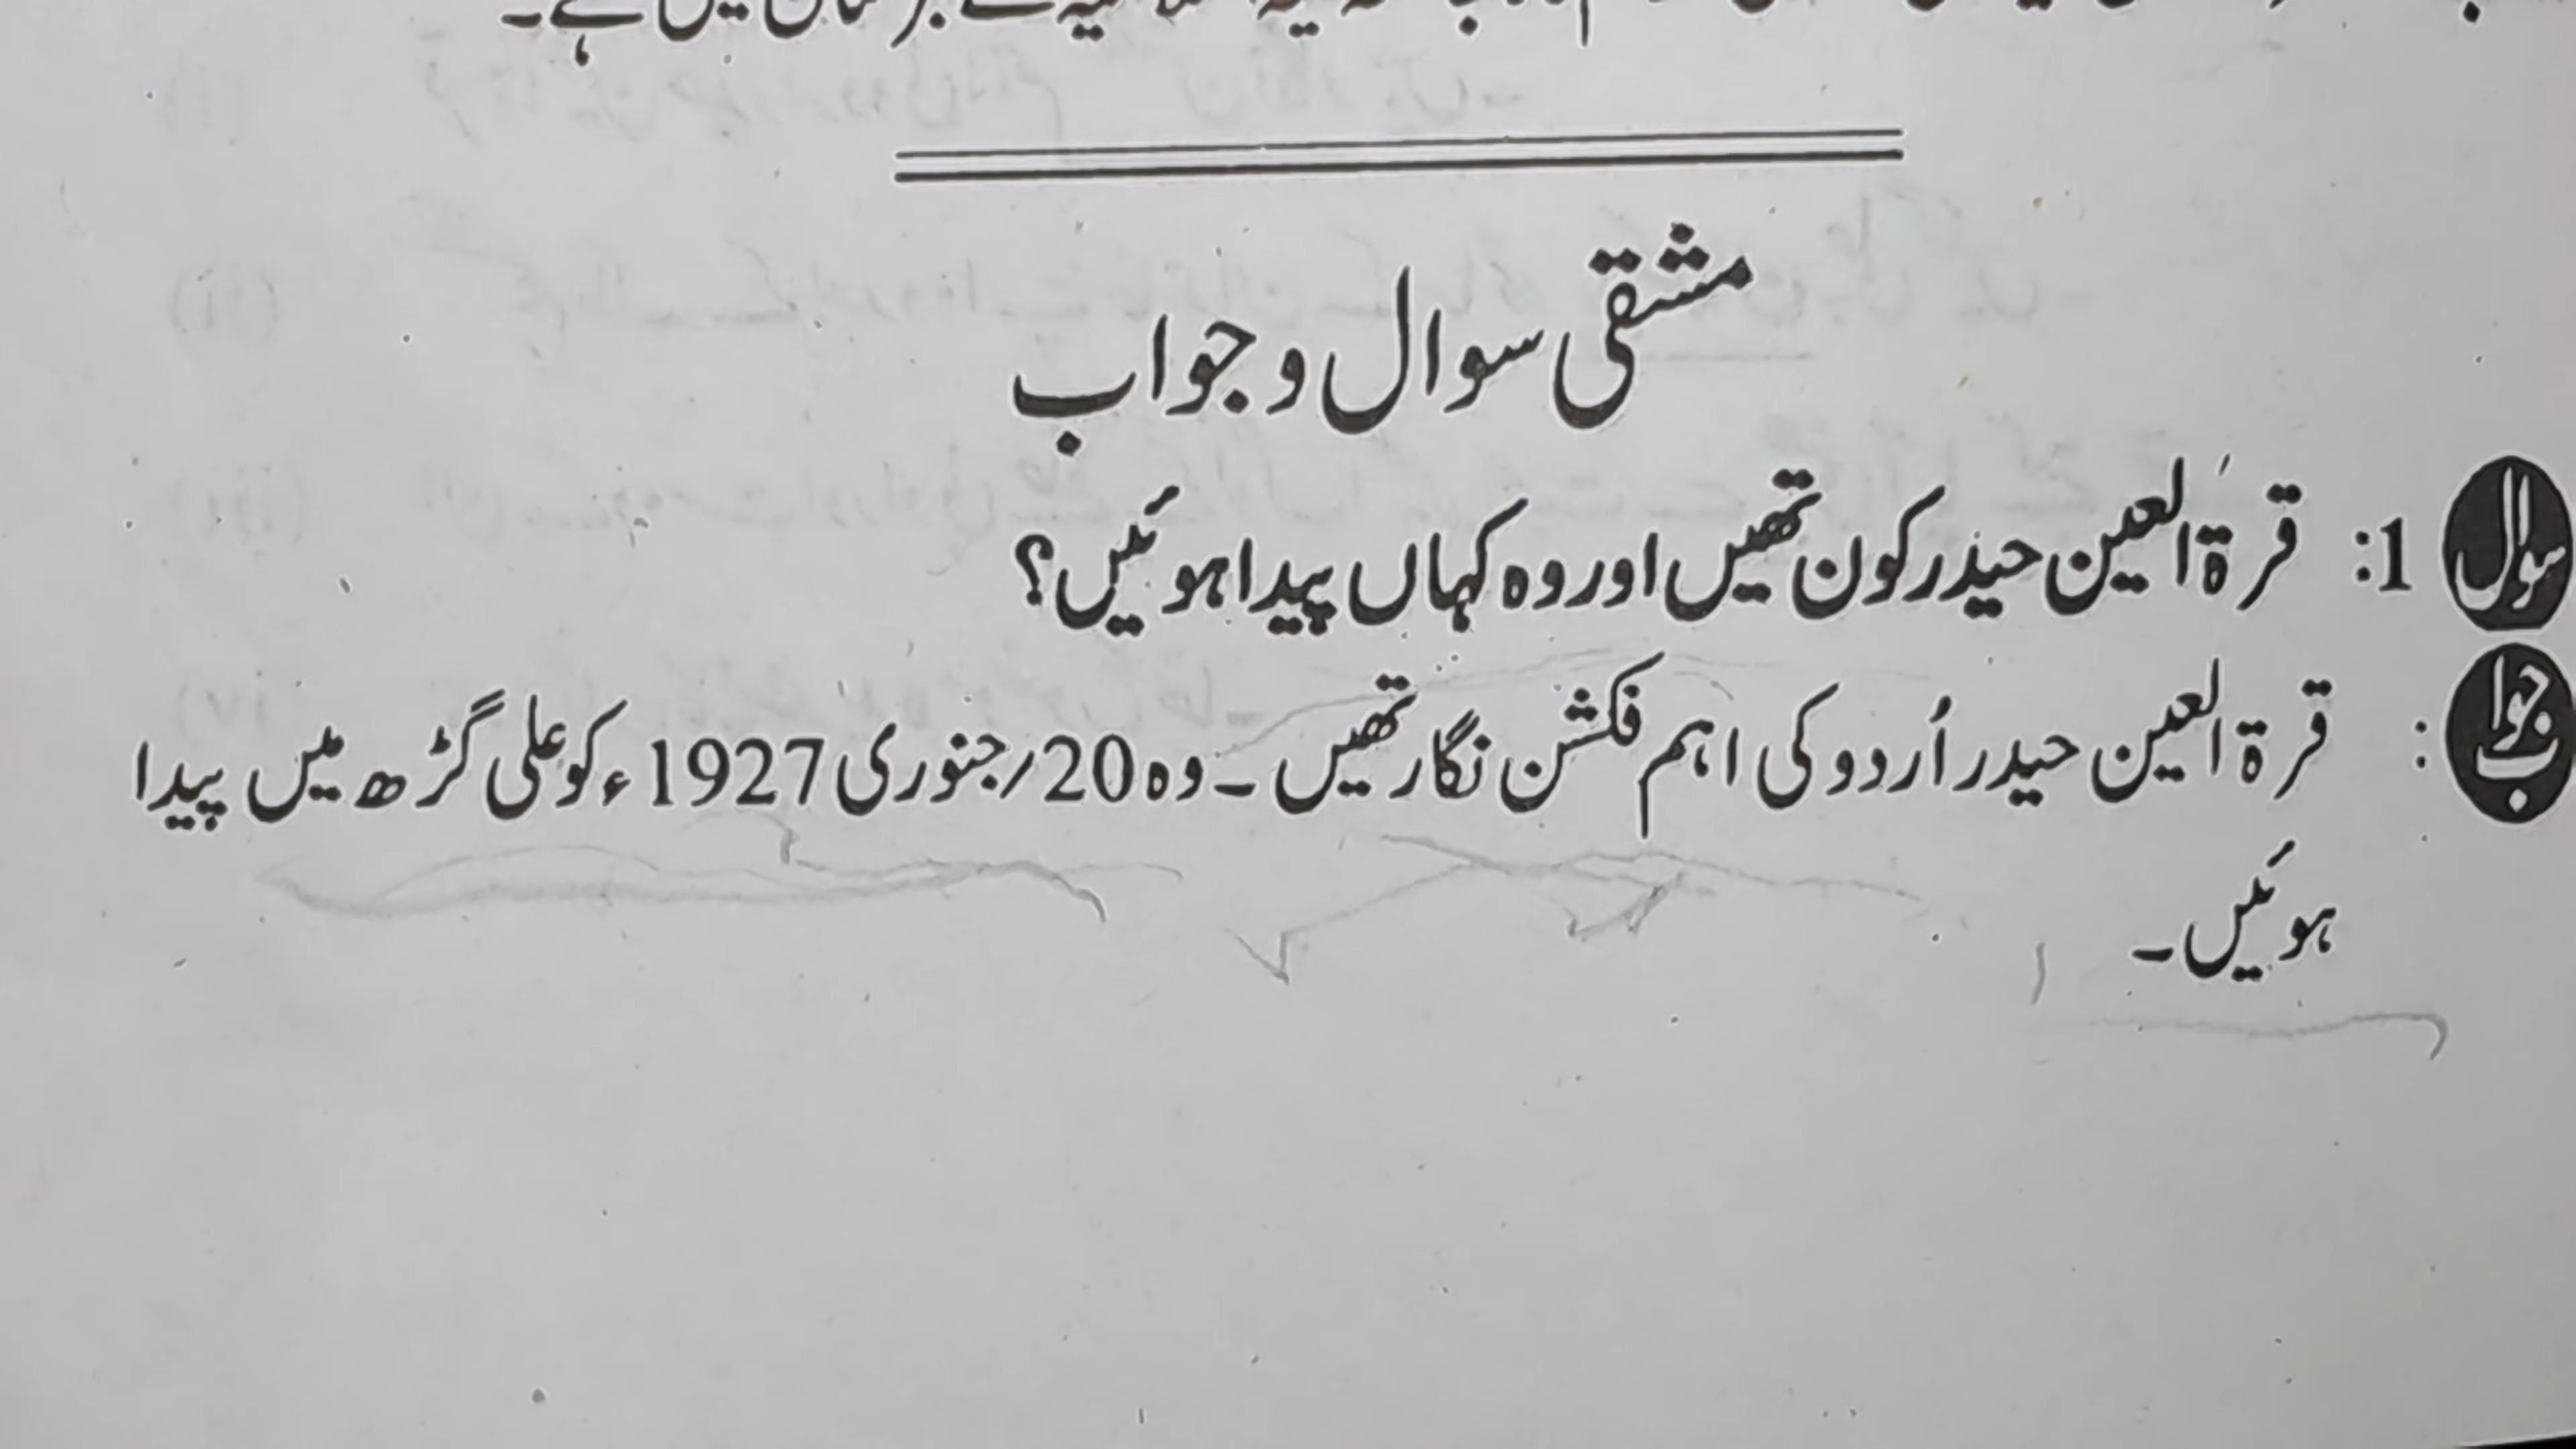 ہے۔
مشقی سوال و جواب
سوال 1: قرۃ العین حیدر کون تھیں اور وہ کہاں پیدا ہوئیں؟
جواب : قرۃ العین حیدر اُردو کی اہم فکشن نگار تھیں۔ وہ 20؍جنوری 1927ء کو علی گڑھ میں پیدا
ہوئیں۔